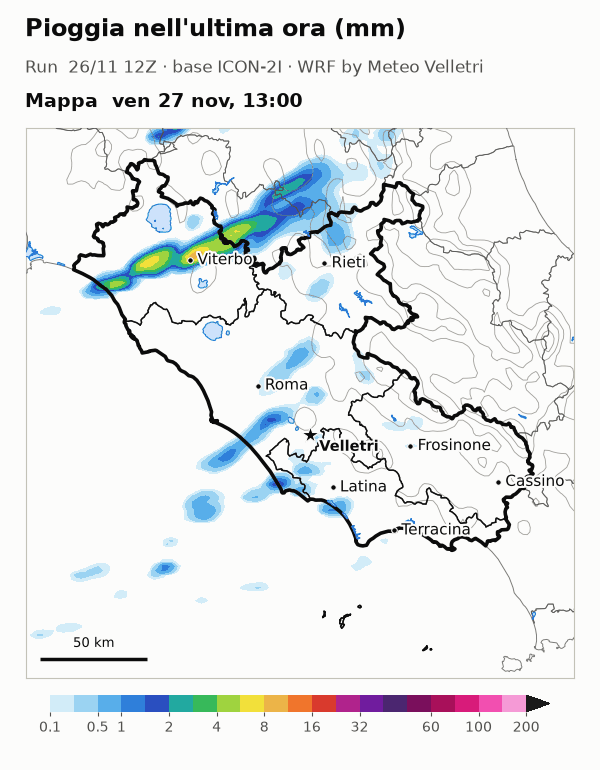 Pioggia nell'ultima ora (mm)
Run 26/11 12Z · base ICON-2I · WRF by Meteo Velletri
Mappa ven 27 nov, 13:00
Viterbo
Rieti
Roma
Velletri
Frosinone
Cassino
Latina
Terracina
50 km
0.1 0.5 1 2 4 8 16 32 60 100 200